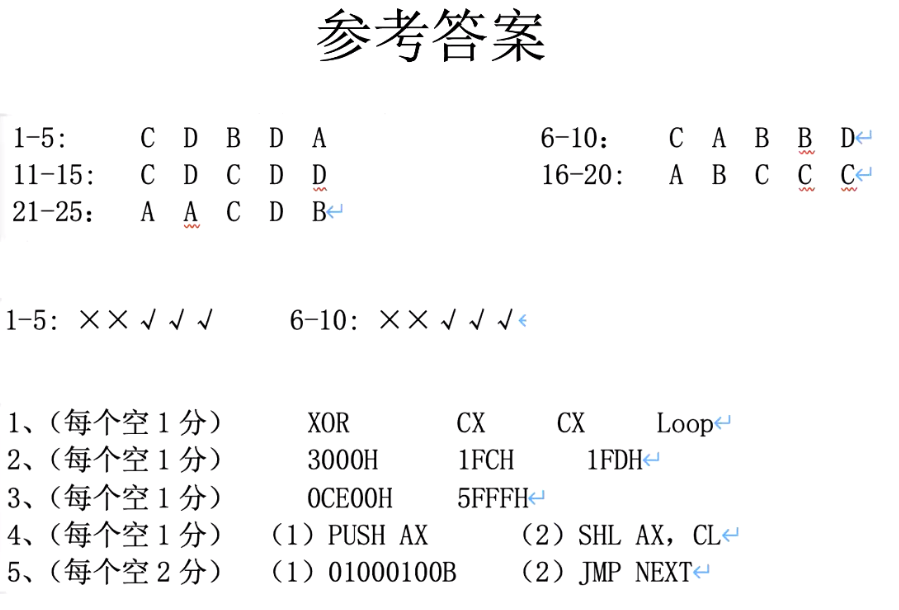 参考答案
1-5: C D B D A 6-10: C A B B D
11-15: C D C D D 16-20: A B C C C
21-25: A A C D B
1-5: ××√√√ 6-10: ××√√√
1、（每个空1分） XOR CX CX Loop
2、（每个空1分） 3000H 1FCH 1FDH
3、（每个空1分） 0CE00H 5FFFH
4、（每个空1分） （1）PUSH AX （2）SHL AX，CL
5、（每个空2分） （1）01000100B （2）JMP NEXT